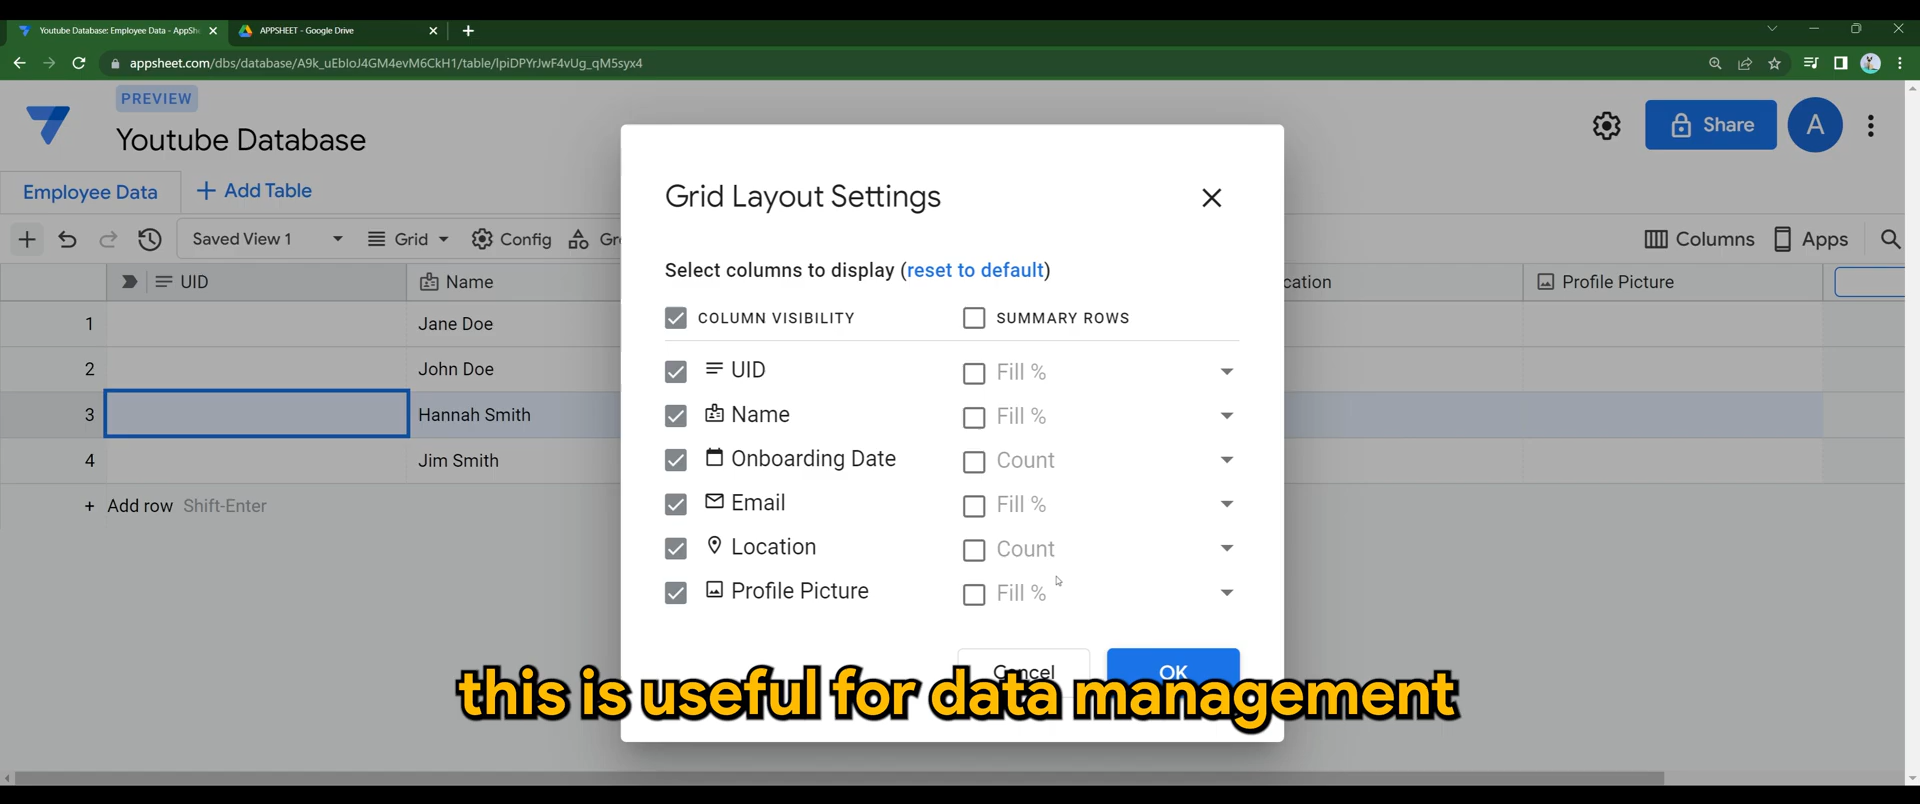 Youtube Database: Employee Data - AppShe
APPSHEET - Google Drive
appsheet.com/dbs/database/A9k_uEbIoJ4GM4evM6CkH1/table/lpiDPYrJwF4vUg_qM5syx4
PREVIEW
Youtube Database
Share
A
Employee Data
+ Add Table
Saved View 1
Grid
Config
Gr
Columns
Apps
UID
Name
cation
Profile Picture
1
Jane Doe
2
John Doe
3
Hannah Smith
4
Jim Smith
+ Add row Shift-Enter
Grid Layout Settings
Select columns to display (reset to default)
COLUMN VISIBILITY
SUMMARY ROWS
UID
Fill %
Name
Fill %
Onboarding Date
Count
Email
Fill %
Location
Count
Profile Picture
Fill %
Cancel
OK
this is useful for data management